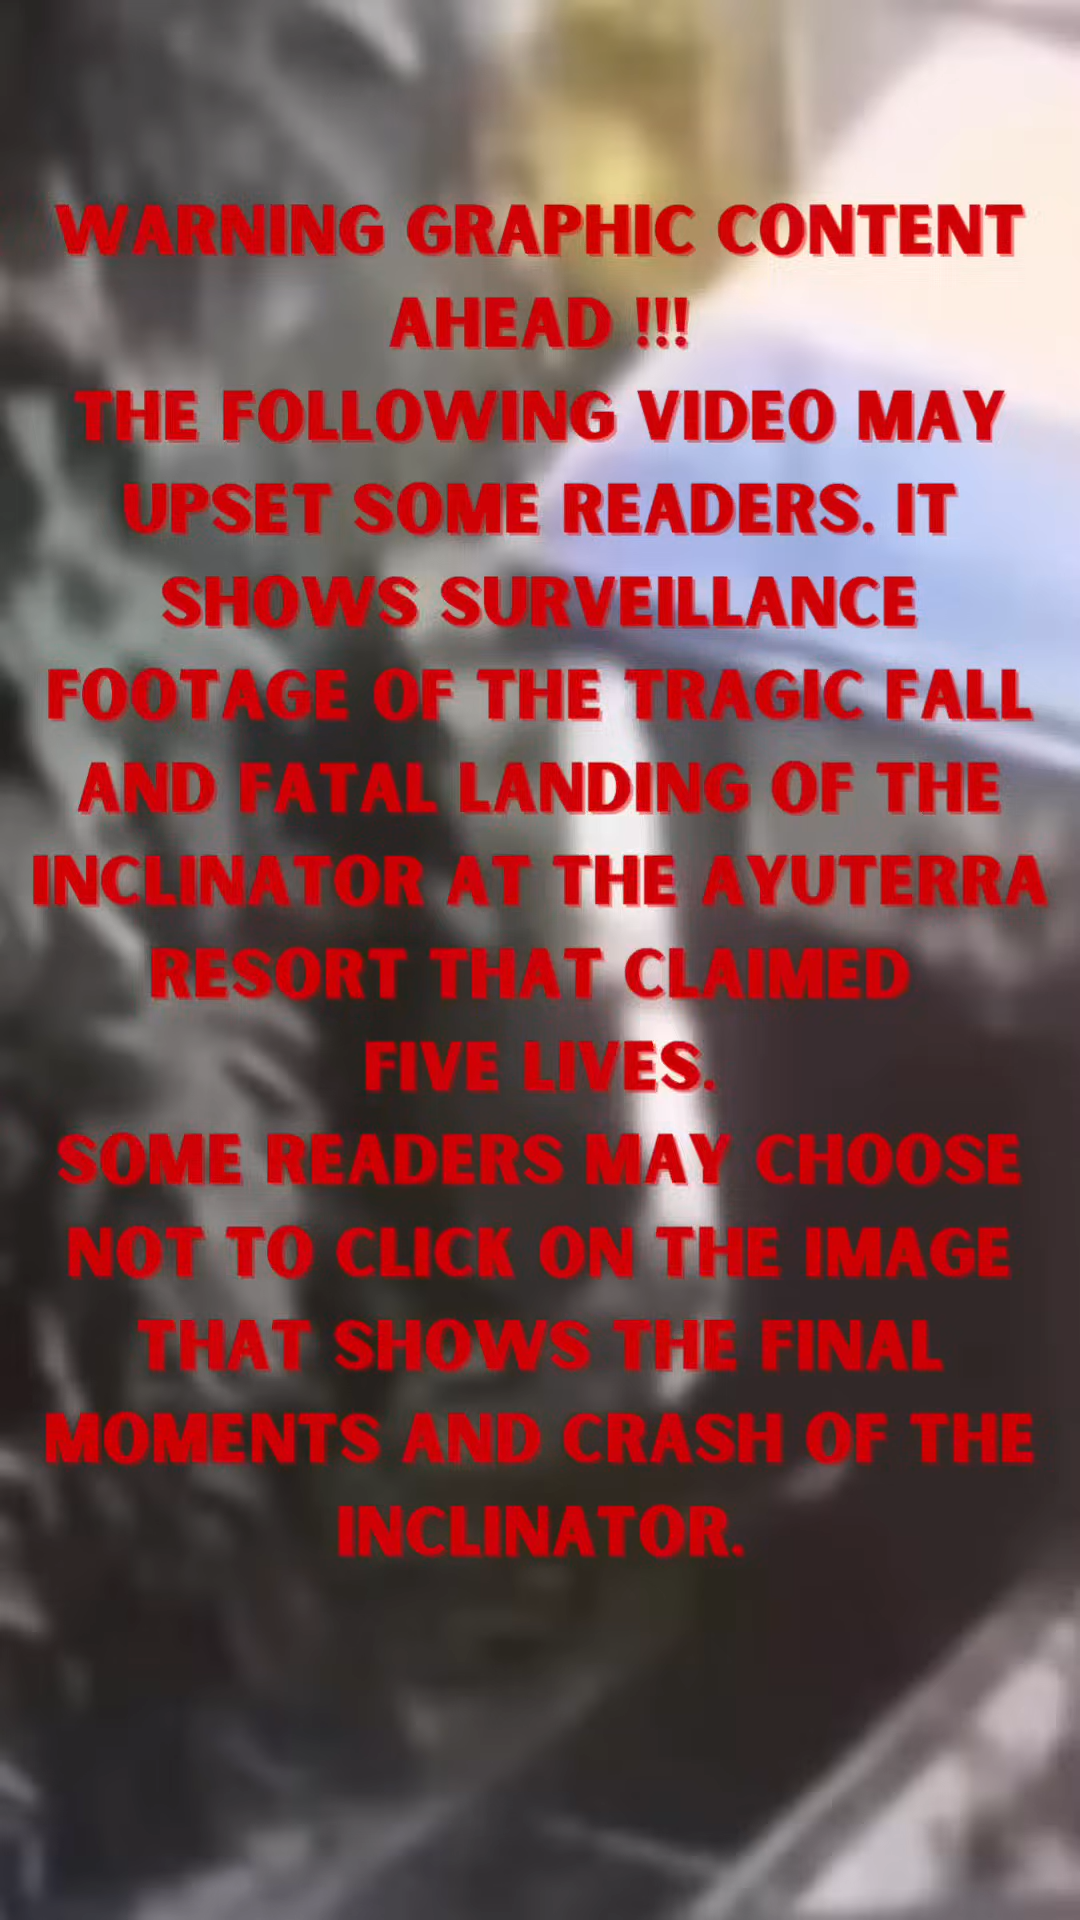 WARNING GRAPHIC CONTENT
AHEAD !!!
THE FOLLOWING VIDEO MAY
UPSET SOME READERS. IT
SHOWS SURVEILLANCE
FOOTAGE OF THE TRAGIC FALL
AND FATAL LANDING OF THE
INCLINATOR AT THE AYUTERRA
RESORT THAT CLAIMED
FIVE LIVES.
SOME READERS MAY CHOOSE
NOT TO CLICK ON THE IMAGE
THAT SHOWS THE FINAL
MOMENTS AND CRASH OF THE
INCLINATOR.